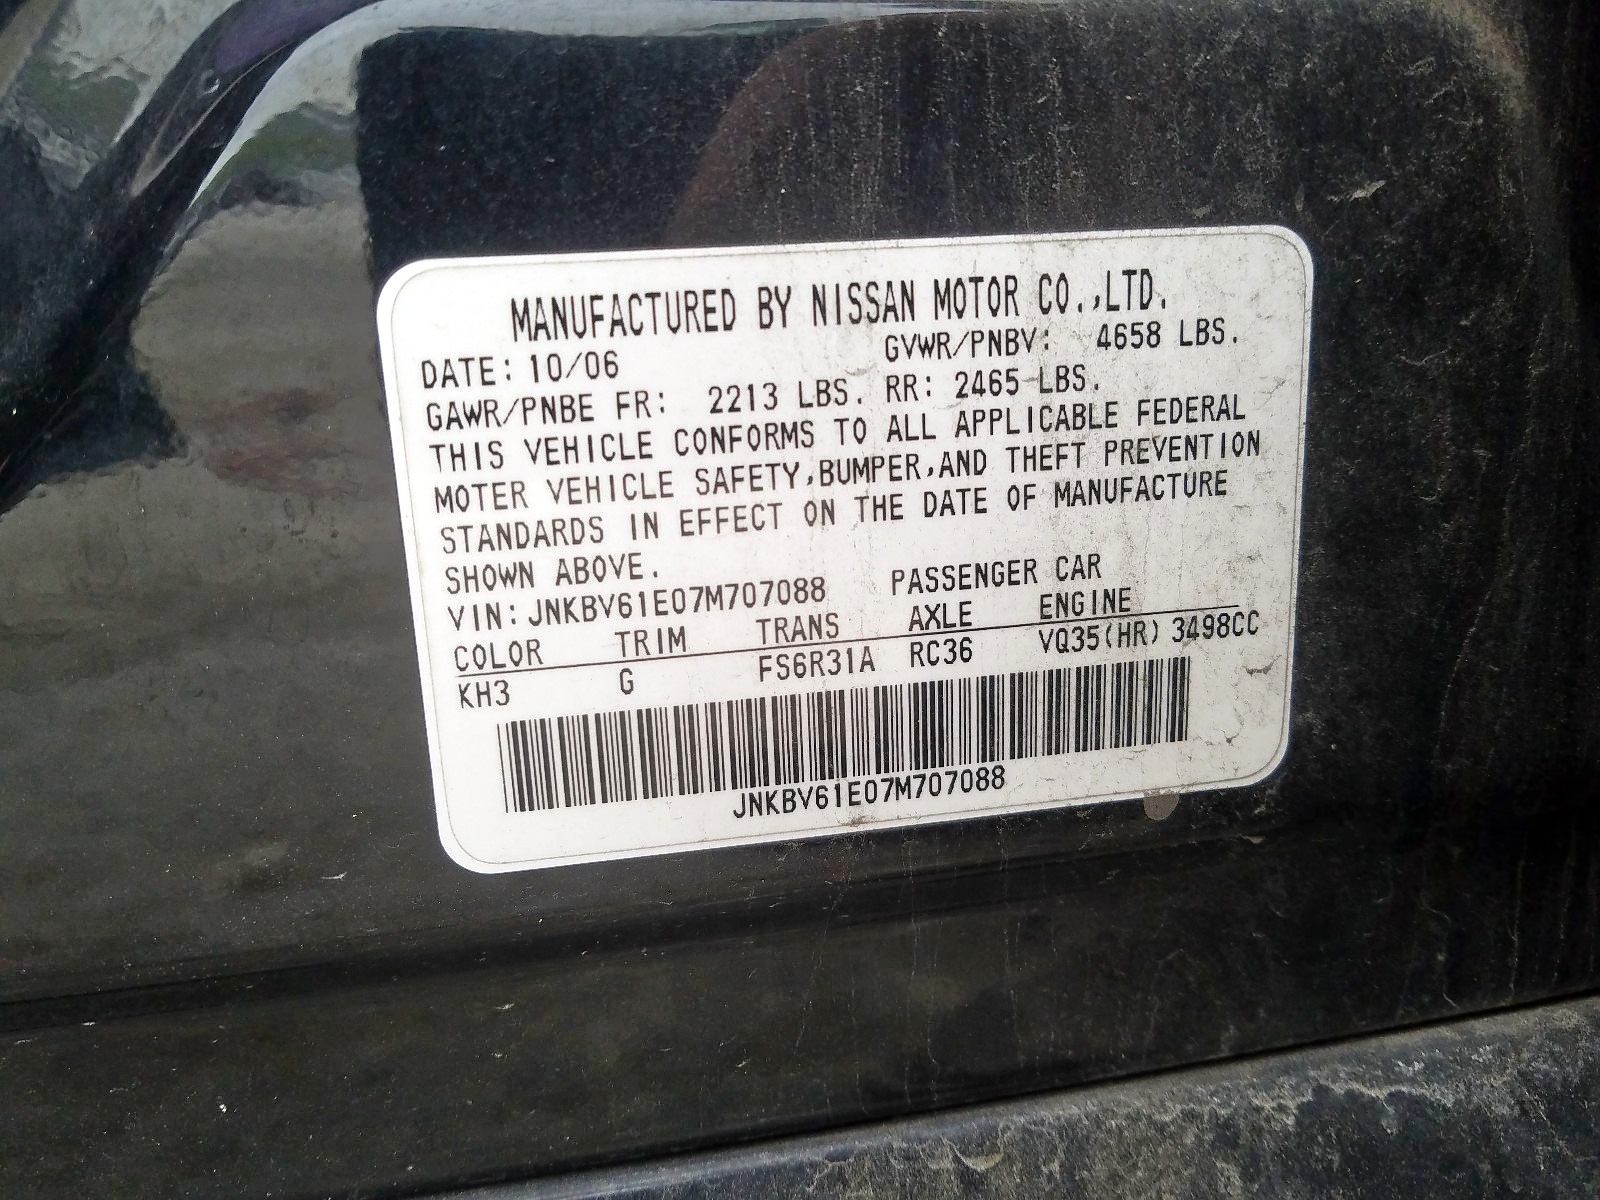 MANUFACTURED BY NISSAN MOTOR CO.,LTD.
DATE: 10/06 GVWR/PNBV: 4658 LBS.
GAWR/PNBE FR: 2213 LBS. RR: 2465 LBS.
THIS VEHICLE CONFORMS TO ALL APPLICABLE FEDERAL
MOTER VEHICLE SAFETY,BUMPER,AND THEFT PREVENTION
STANDARDS IN EFFECT ON THE DATE OF MANUFACTURE
SHOWN ABOVE.
VIN: JNKBV61E07M707088 PASSENGER CAR
COLOR TRIM TRANS AXLE ENGINE
KH3 G FS6R31A RC36 VQ35(HR) 3498CC
JNKBV61E07M707088